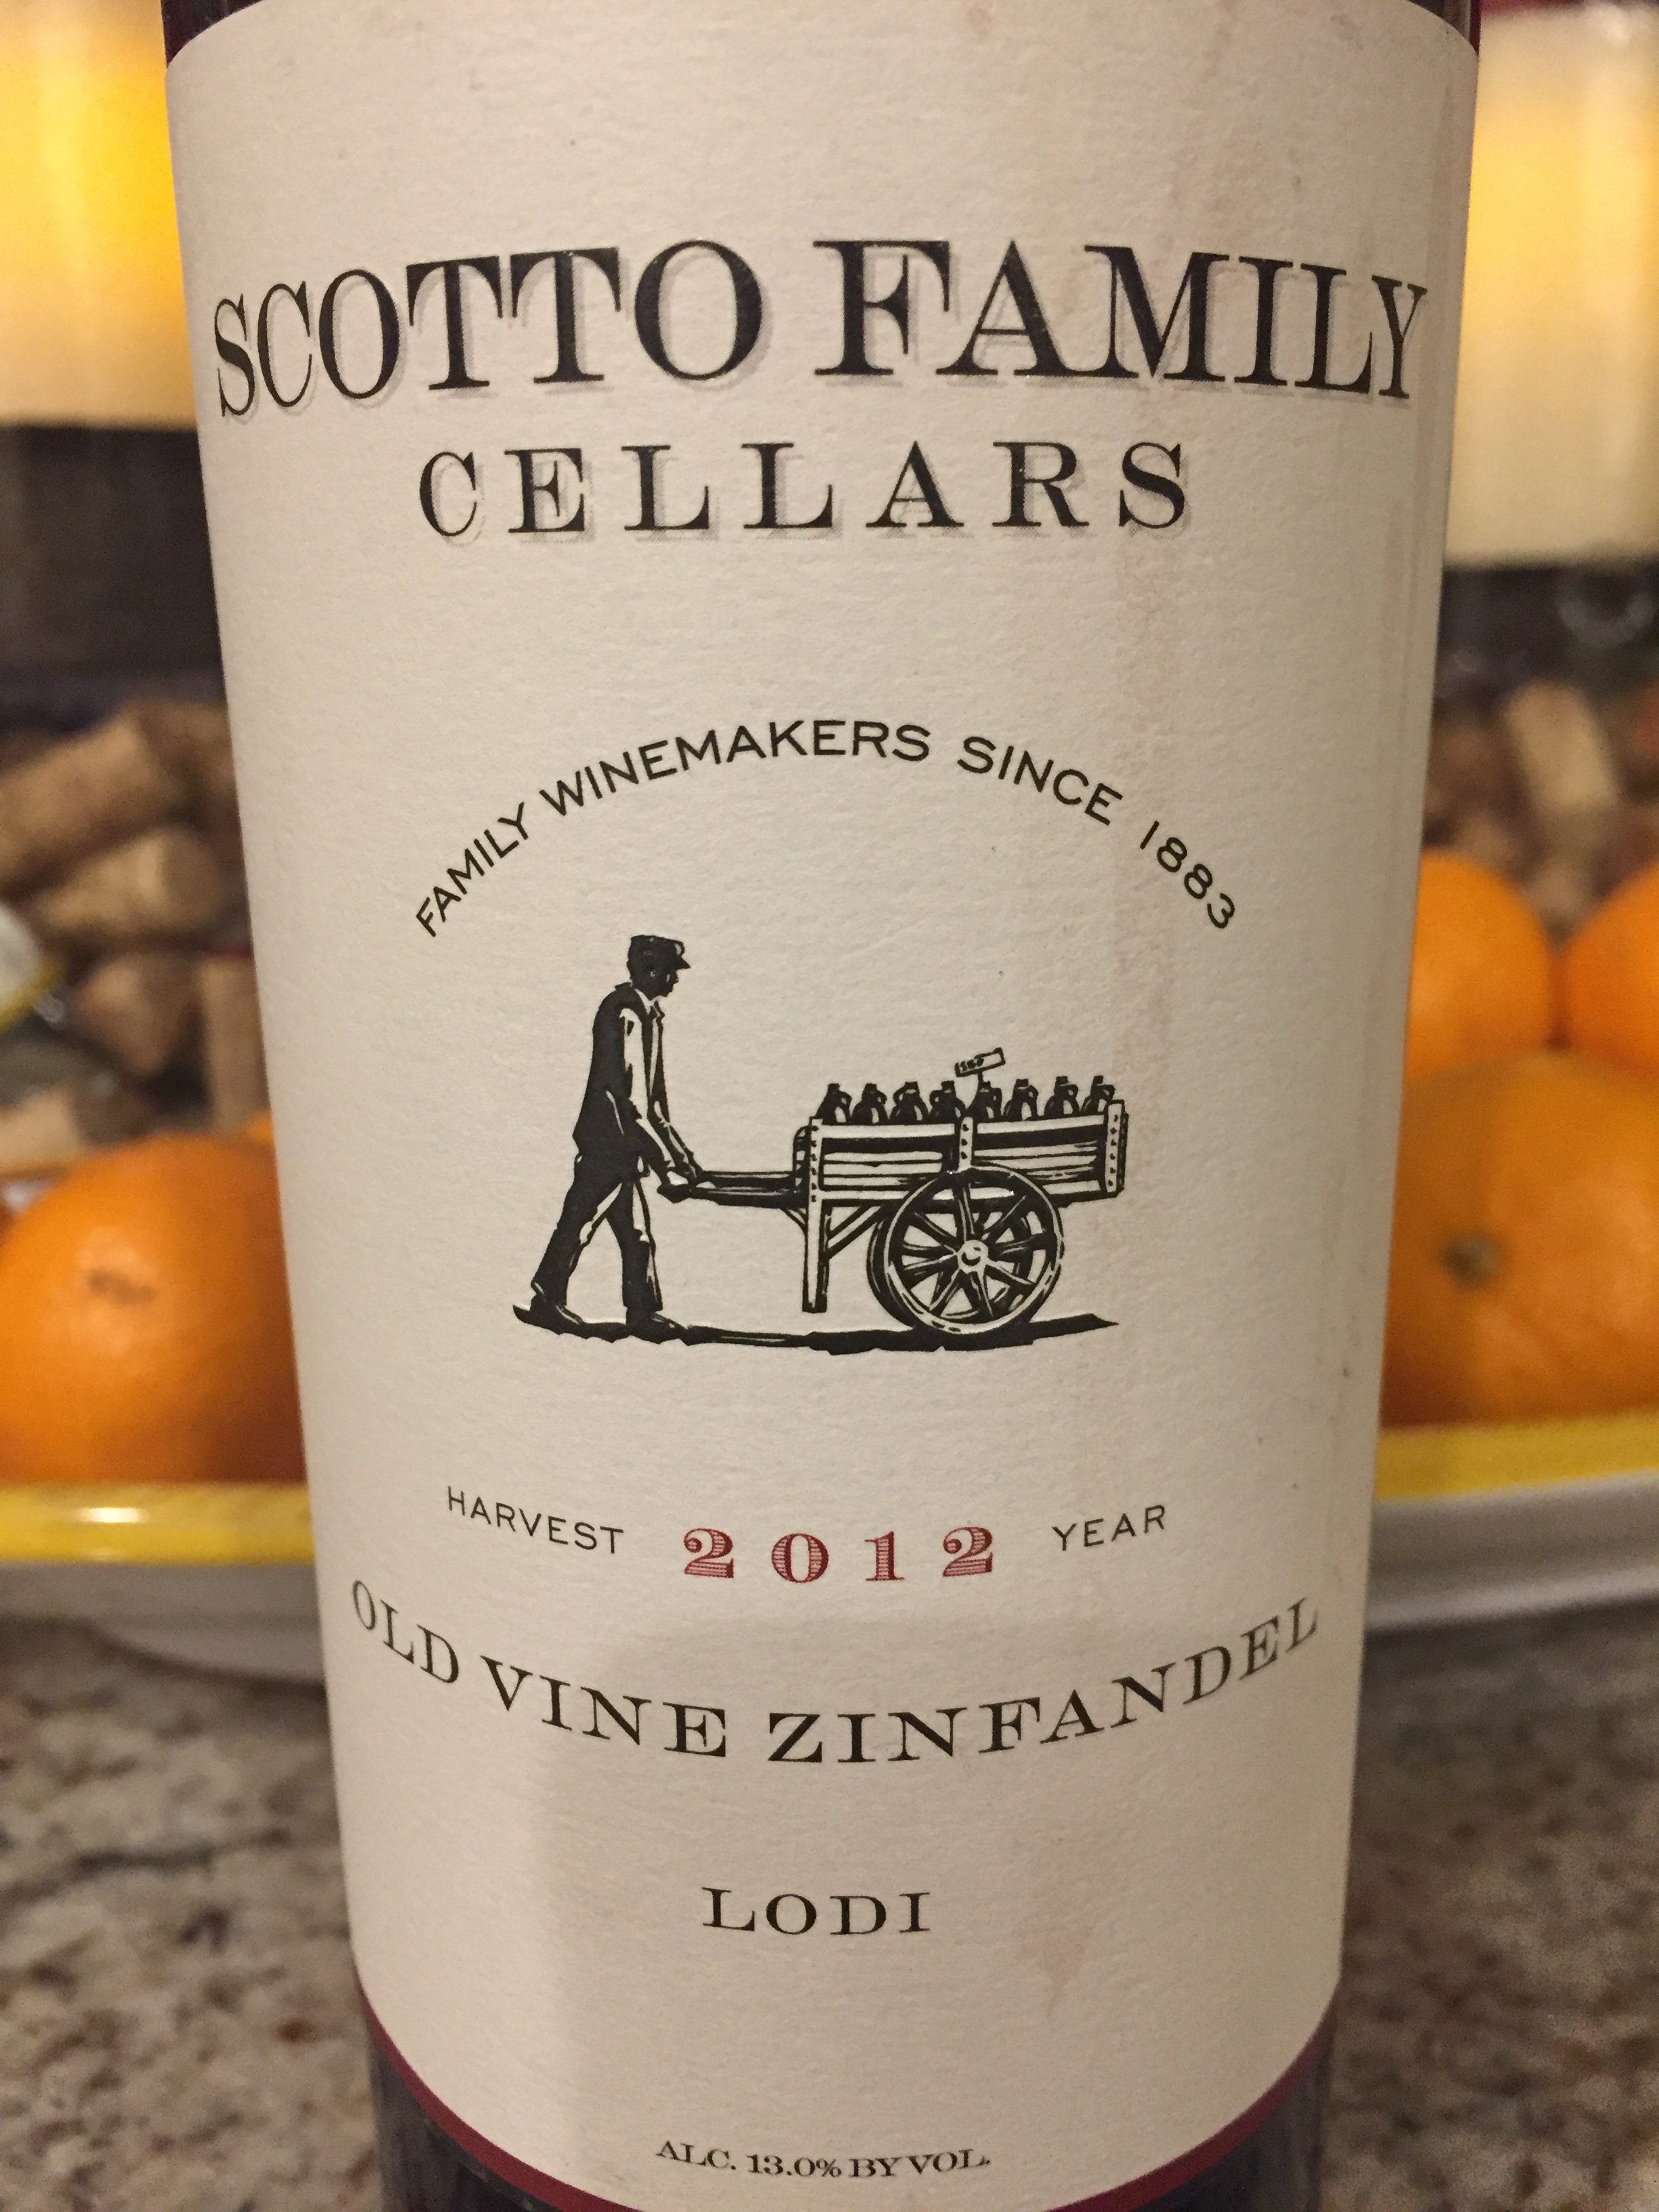 SCOTTO FAMILY
CELLARS
FAMILY WINEMAKERS SINCE 1883
HARVEST 2012 YEAR
OLD VINE ZINFANDEL
LODI
ALC. 13.0% BY VOL.